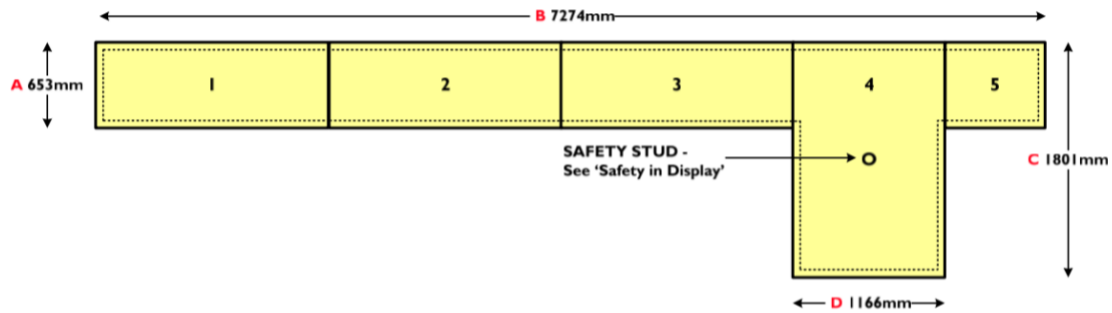 B 7274mm
A 653mm
1 2 3 4 5
SAFETY STUD -
See ‘Safety in Display’
C 1801mm
D 1166mm